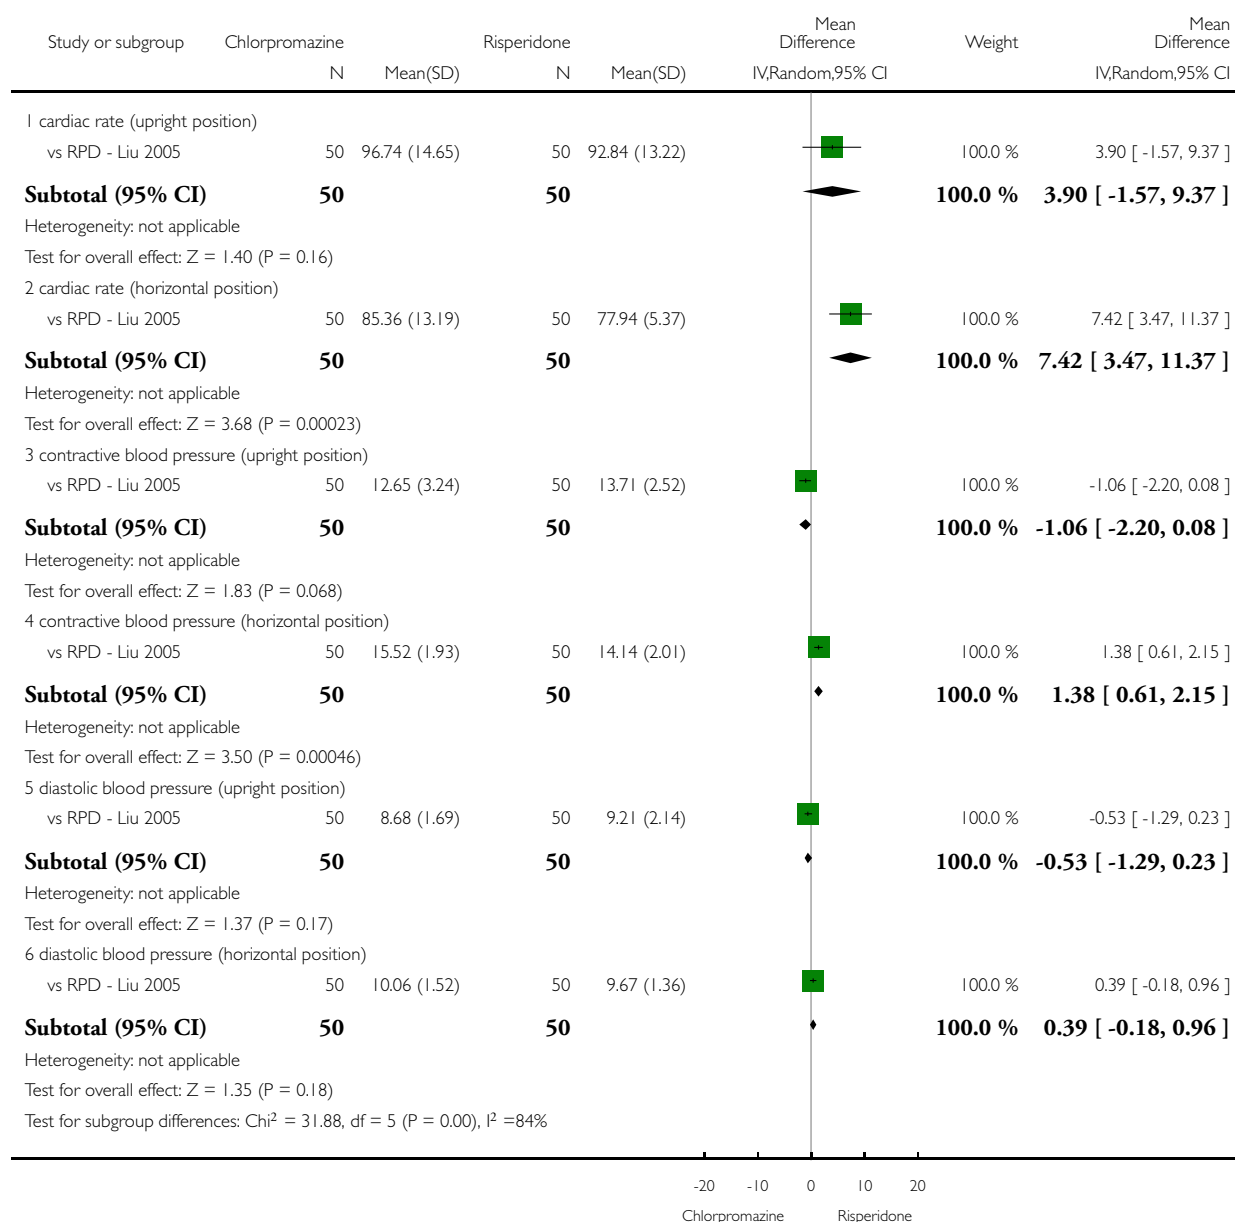 Study or subgroup Chlorpromazine Risperidone Mean Difference Weight Mean Difference
N Mean(SD) N Mean(SD) IV,Random,95% CI IV,Random,95% CI
1 cardiac rate (upright position)
vs RPD - Liu 2005 50 96.74 (14.65) 50 92.84 (13.22) 100.0 % 3.90 [ -1.57, 9.37 ]
Subtotal (95% CI) 50 50 100.0 % 3.90 [ -1.57, 9.37 ]
Heterogeneity: not applicable
Test for overall effect: Z = 1.40 (P = 0.16)
2 cardiac rate (horizontal position)
vs RPD - Liu 2005 50 85.36 (13.19) 50 77.94 (5.37) 100.0 % 7.42 [ 3.47, 11.37 ]
Subtotal (95% CI) 50 50 100.0 % 7.42 [ 3.47, 11.37 ]
Heterogeneity: not applicable
Test for overall effect: Z = 3.68 (P = 0.00023)
3 contractive blood pressure (upright position)
vs RPD - Liu 2005 50 12.65 (3.24) 50 13.71 (2.52) 100.0 % -1.06 [ -2.20, 0.08 ]
Subtotal (95% CI) 50 50 100.0 % -1.06 [ -2.20, 0.08 ]
Heterogeneity: not applicable
Test for overall effect: Z = 1.83 (P = 0.068)
4 contractive blood pressure (horizontal position)
vs RPD - Liu 2005 50 15.52 (1.93) 50 14.14 (2.01) 100.0 % 1.38 [ 0.61, 2.15 ]
Subtotal (95% CI) 50 50 100.0 % 1.38 [ 0.61, 2.15 ]
Heterogeneity: not applicable
Test for overall effect: Z = 3.50 (P = 0.00046)
5 diastolic blood pressure (upright position)
vs RPD - Liu 2005 50 8.68 (1.69) 50 9.21 (2.14) 100.0 % -0.53 [ -1.29, 0.23 ]
Subtotal (95% CI) 50 50 100.0 % -0.53 [ -1.29, 0.23 ]
Heterogeneity: not applicable
Test for overall effect: Z = 1.37 (P = 0.17)
6 diastolic blood pressure (horizontal position)
vs RPD - Liu 2005 50 10.06 (1.52) 50 9.67 (1.36) 100.0 % 0.39 [ -0.18, 0.96 ]
Subtotal (95% CI) 50 50 100.0 % 0.39 [ -0.18, 0.96 ]
Heterogeneity: not applicable
Test for overall effect: Z = 1.35 (P = 0.18)
Test for subgroup differences: Chi² = 31.88, df = 5 (P = 0.00), I² =84%
-20 -10 0 10 20
Chlorpromazine Risperidone